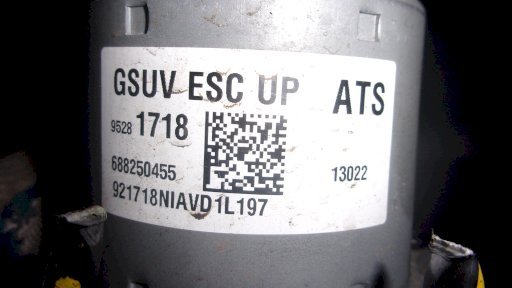 GSUV ESC UP ATS
9528 1718
688250455 13022
921718NIAVD1L197